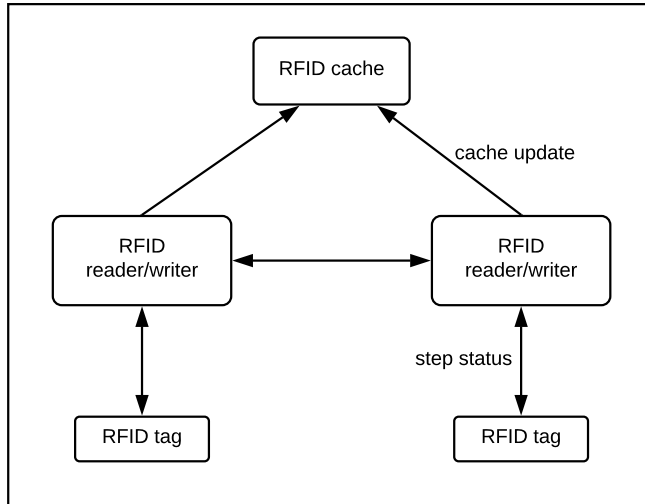 RFID cache
cache update
RFID
reader/writer
RFID
reader/writer
step status
RFID tag
RFID tag